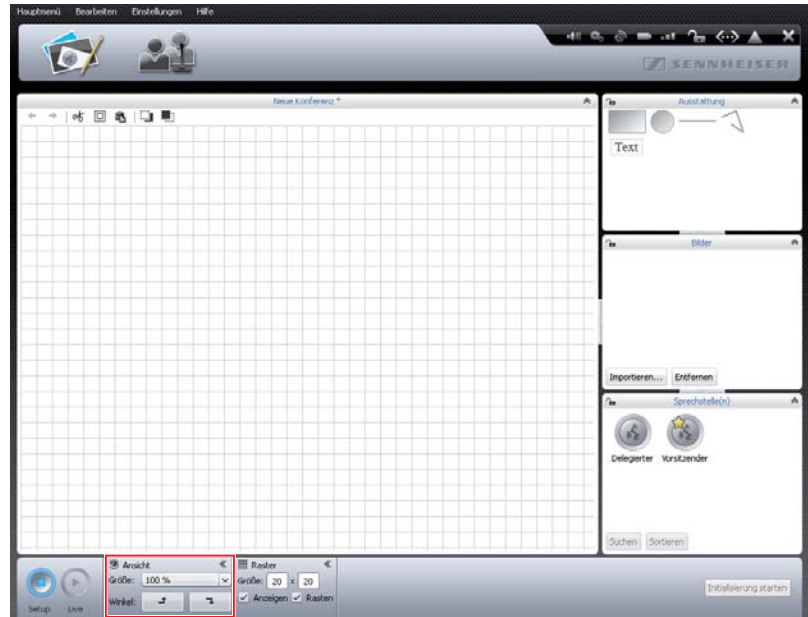 Hauptmenü Bearbeiten Einstellungen Hilfe
SENNHEISER
Neue Konferenz *
Ausstattung
Text
Bilder
Importieren... Entfernen
Sprechstelle(n)
Delegierter Vorsitzender
Suchen Sortieren
Setup Live
Ansicht
Größe: 100 %
Winkel:
Raster
Größe: 20 x 20
Anzeigen Rasten
Initialisierung starten